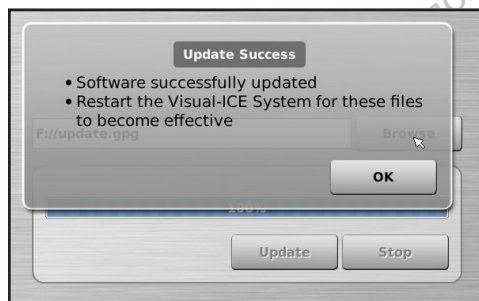 Update Success
• Software successfully updated
• Restart the Visual-ICE System for these files
to become effective
F://update.gpg
Browse
OK
100%
Update
Stop